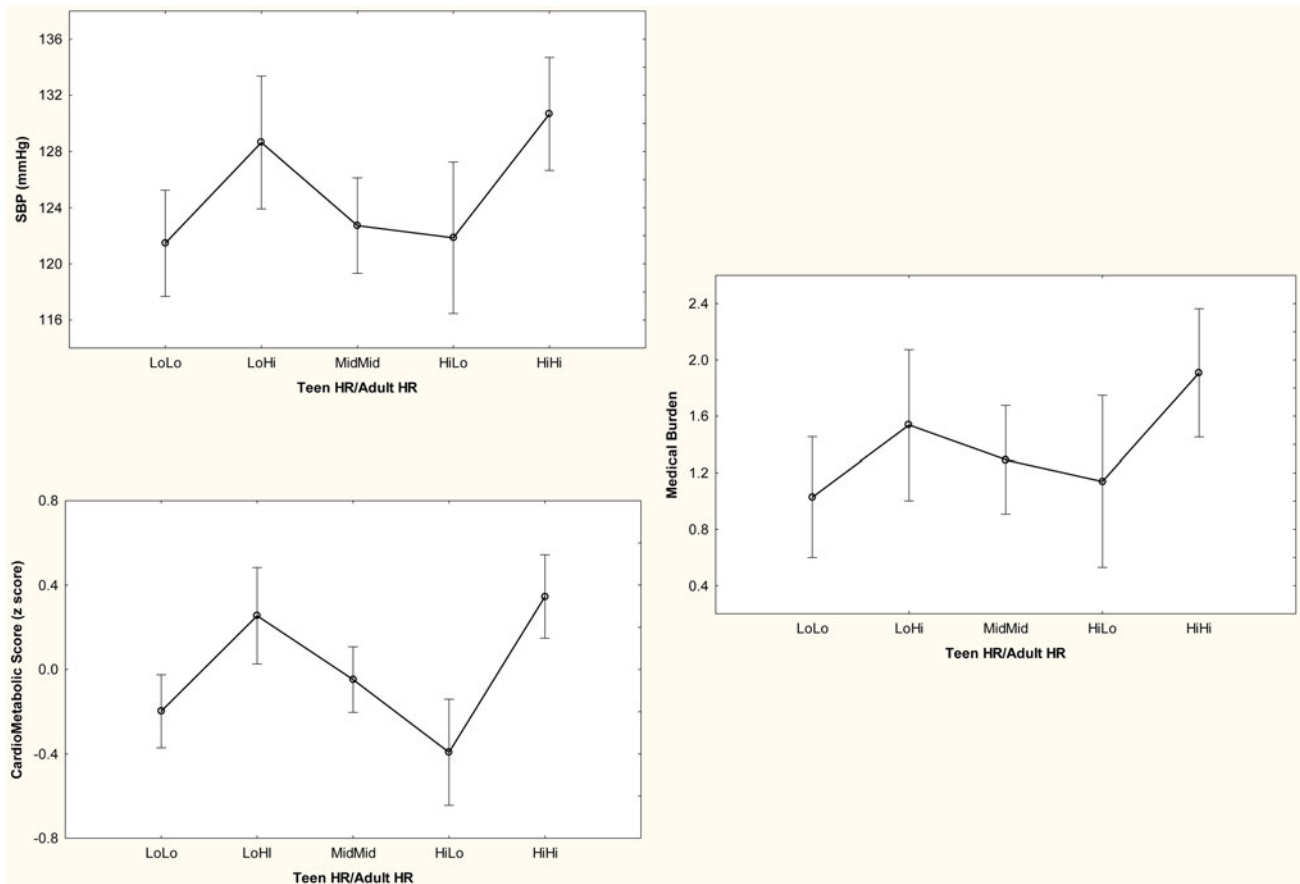 136
132
128
124
120
116
SBP (mmHg)
LoLo LoHi MidMid HiLo HiHi
Teen HR/Adult HR
2.4
2.0
1.6
1.2
0.8
0.4
Medical Burden
LoLo LoHi MidMid HiLo HiHi
Teen HR/Adult HR
0.8
0.4
0.0
-0.4
-0.8
CardioMetabolic Score (z score)
LoLo LoHI MidMid HiLo HiHi
Teen HR/Adult HR